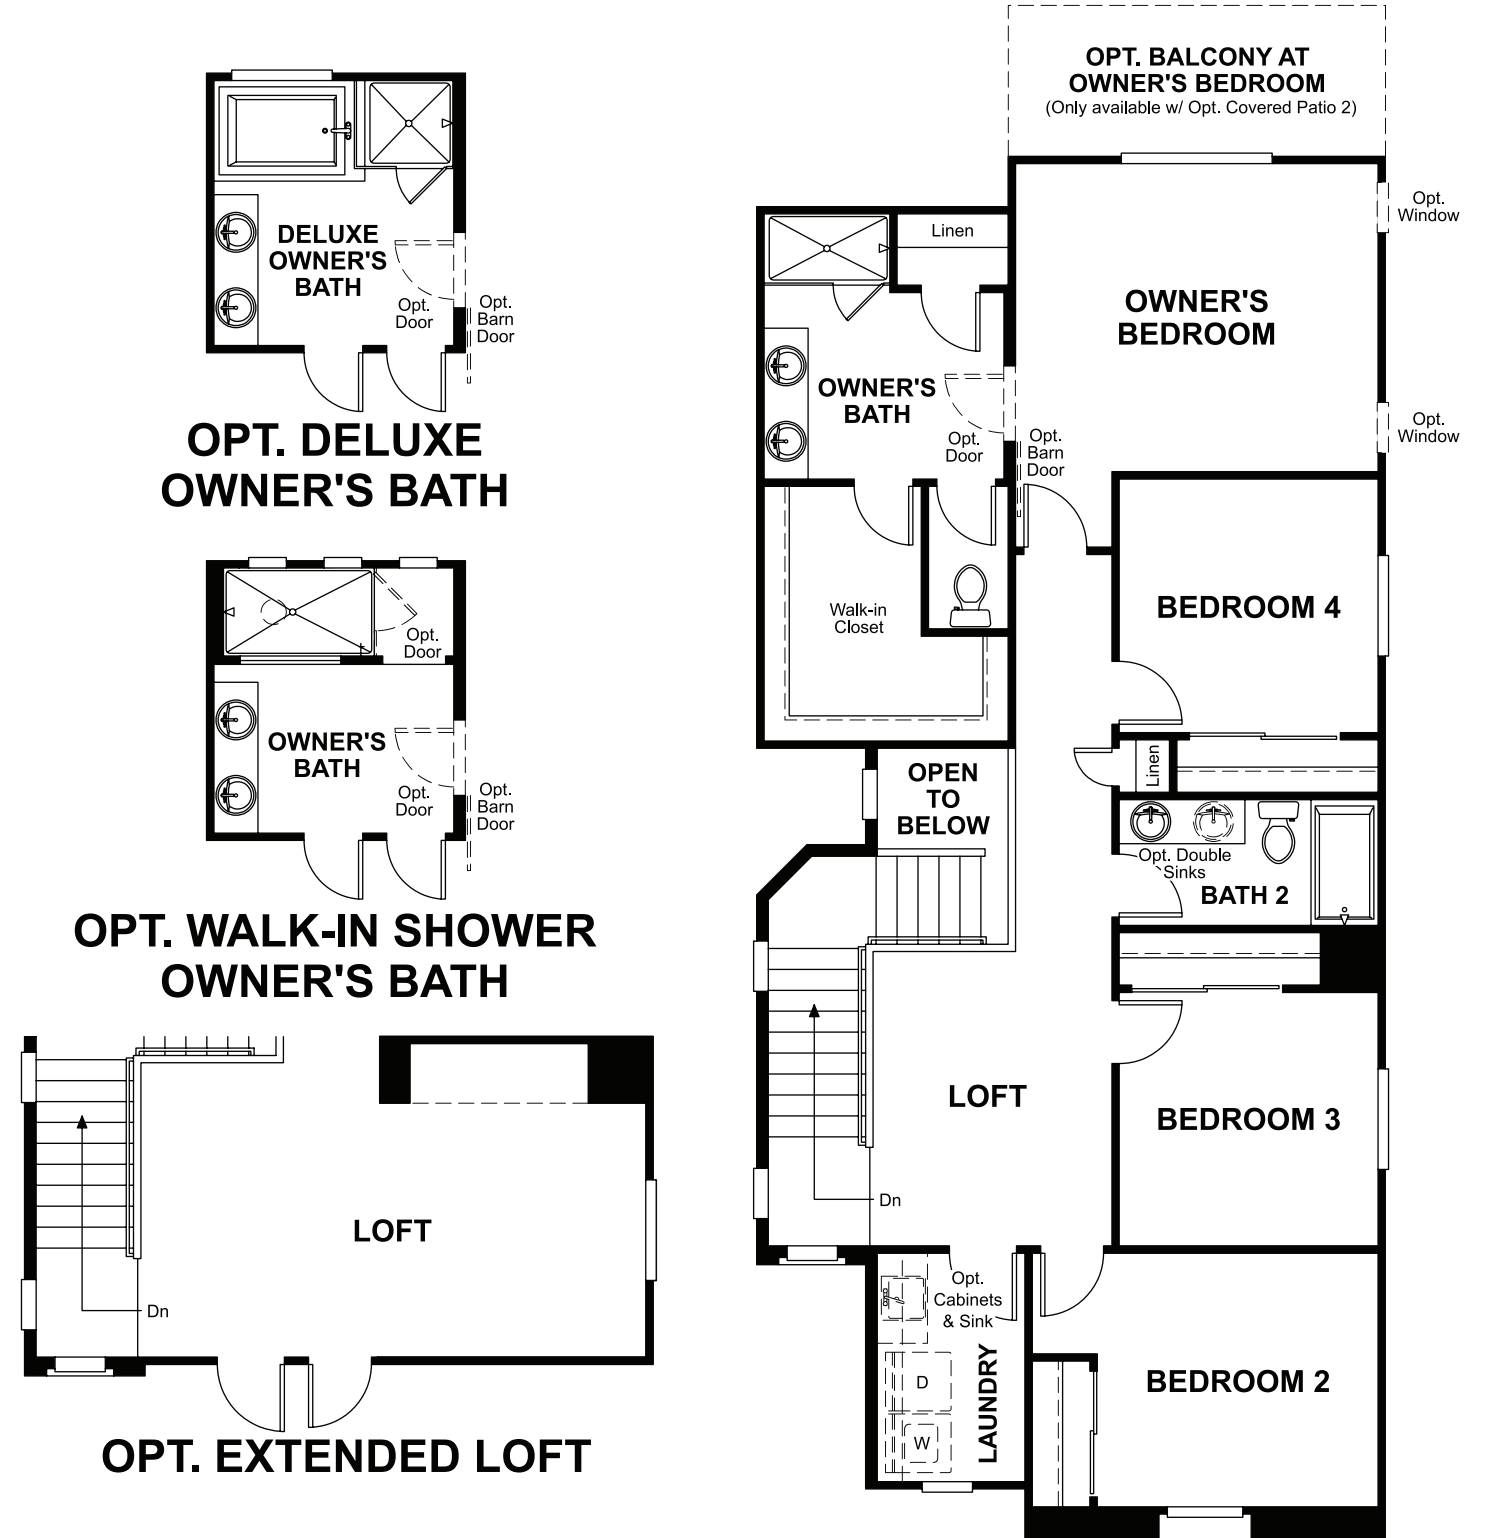 DELUXE
OWNER'S
BATH
Opt.
Door
Opt.
Barn
Door
OPT. DELUXE
OWNER'S BATH
Opt.
Door
OWNER'S
BATH
Opt.
Door
Opt.
Barn
Door
OPT. WALK-IN SHOWER
OWNER'S BATH
LOFT
Dn
OPT. EXTENDED LOFT
OPT. BALCONY AT
OWNER'S BEDROOM
(Only available w/ Opt. Covered Patio 2)
Opt.
Window
Linen
OWNER'S
BEDROOM
OWNER'S
BATH
Opt.
Door
Opt.
Barn
Door
Opt.
Window
Walk-in
Closet
BEDROOM 4
Linen
OPEN
TO
BELOW
Opt. Double
Sinks
BATH 2
LOFT
BEDROOM 3
Dn
Opt.
Cabinets
& Sink
LAUNDRY
D
W
BEDROOM 2